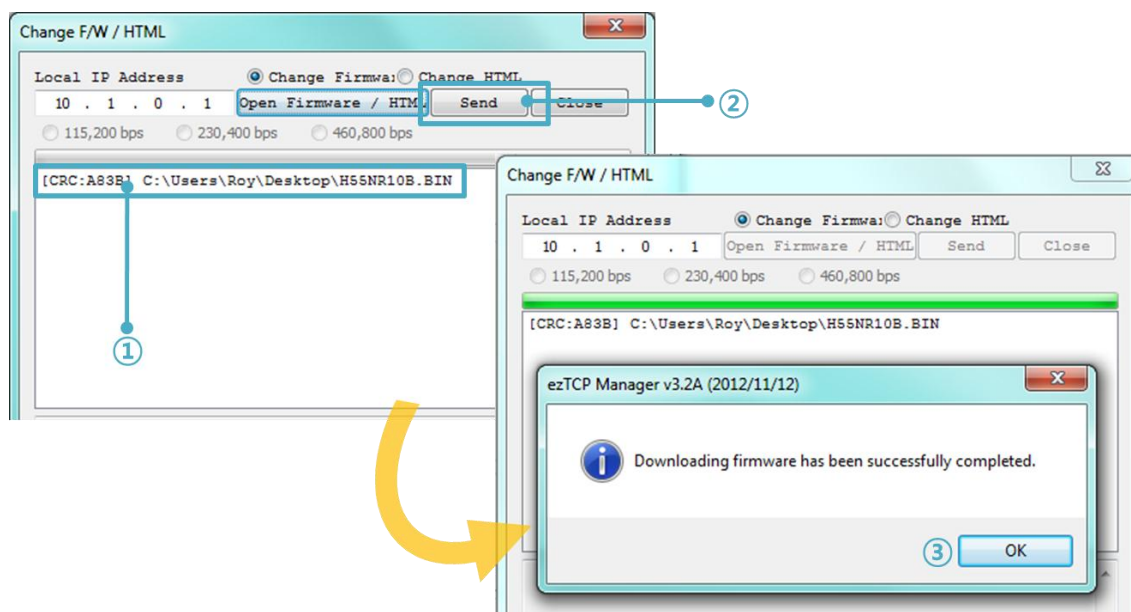 Change F/W / HTML
Local IP Address Change Firmwa: Change HTML
10 . 1 . 0 . 1 Open Firmware / HTML Send Close
②
115,200 bps 230,400 bps 460,800 bps
[CRC:A83B] C:\Users\Roy\Desktop\H55NR10B.BIN
①
Change F/W / HTML
Local IP Address Change Firmwa: Change HTML
10 . 1 . 0 . 1 Open Firmware / HTML Send Close
115,200 bps 230,400 bps 460,800 bps
[CRC:A83B] C:\Users\Roy\Desktop\H55NR10B.BIN
ezTCP Manager v3.2A (2012/11/12)
Downloading firmware has been successfully completed.
③ OK